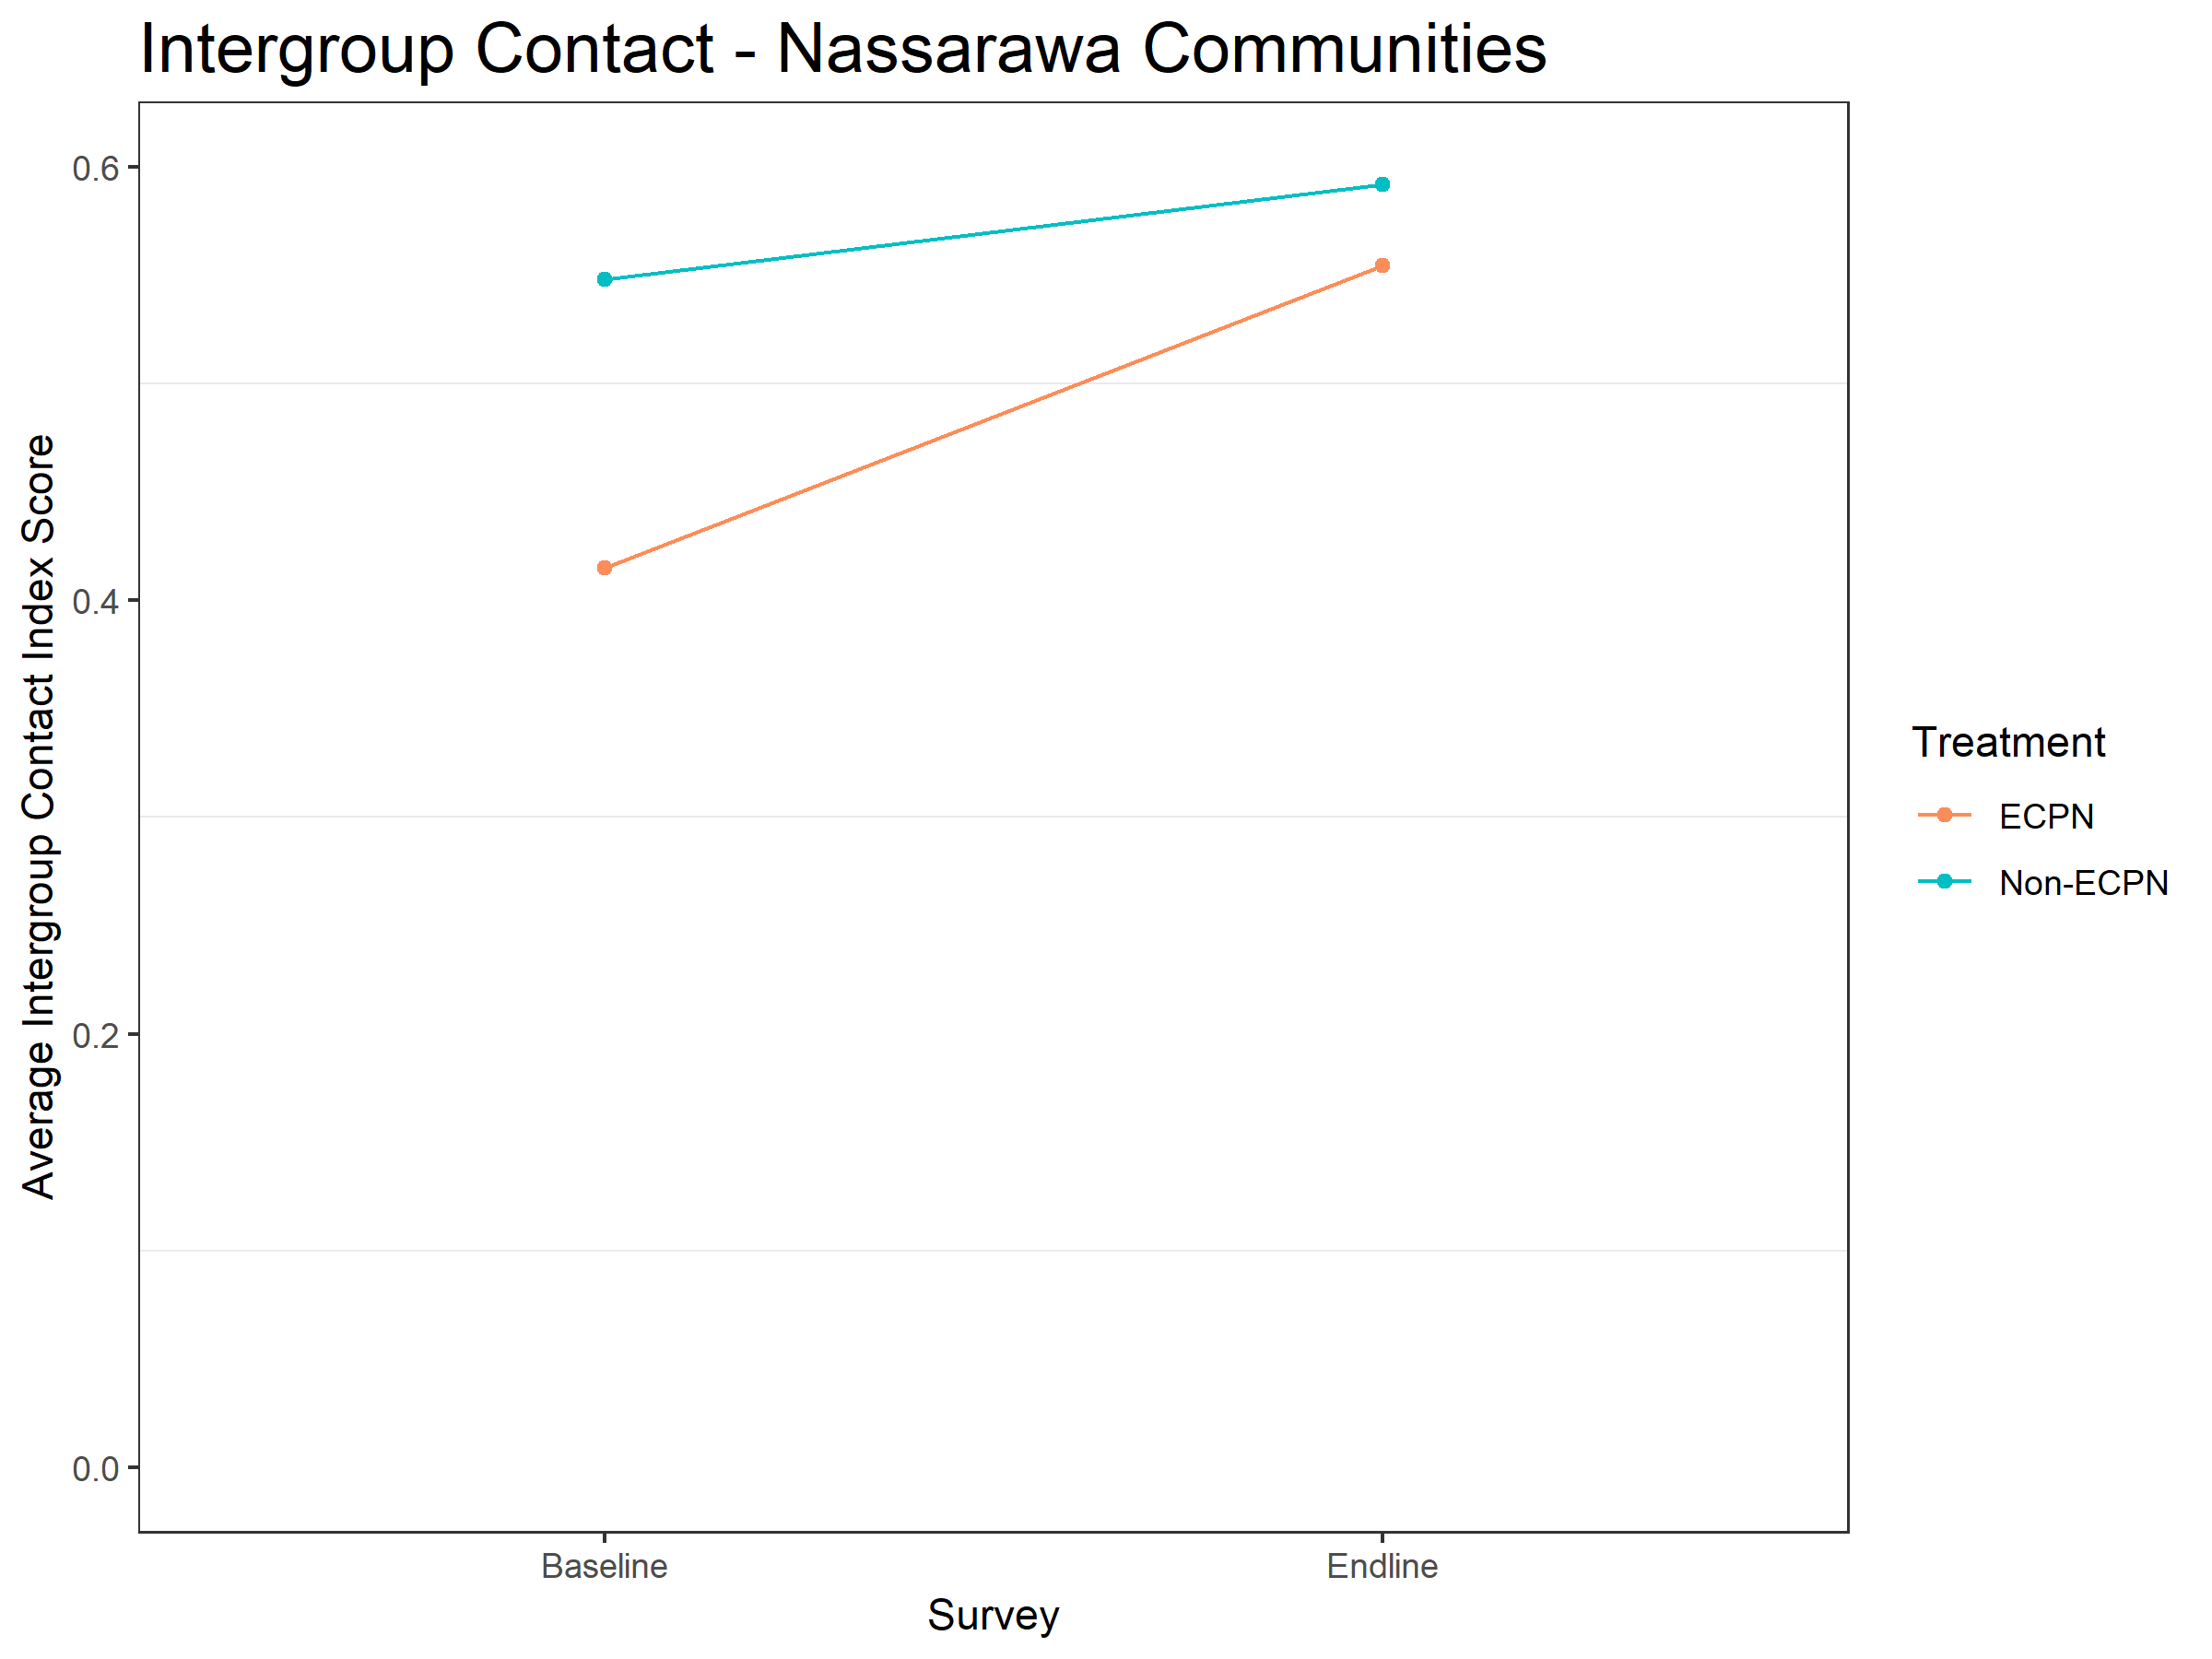 Intergroup Contact - Nassarawa Communities
Average Intergroup Contact Index Score
0.6
0.4
0.2
0.0
Baseline
Endline
Survey
Treatment
ECPN
Non-ECPN